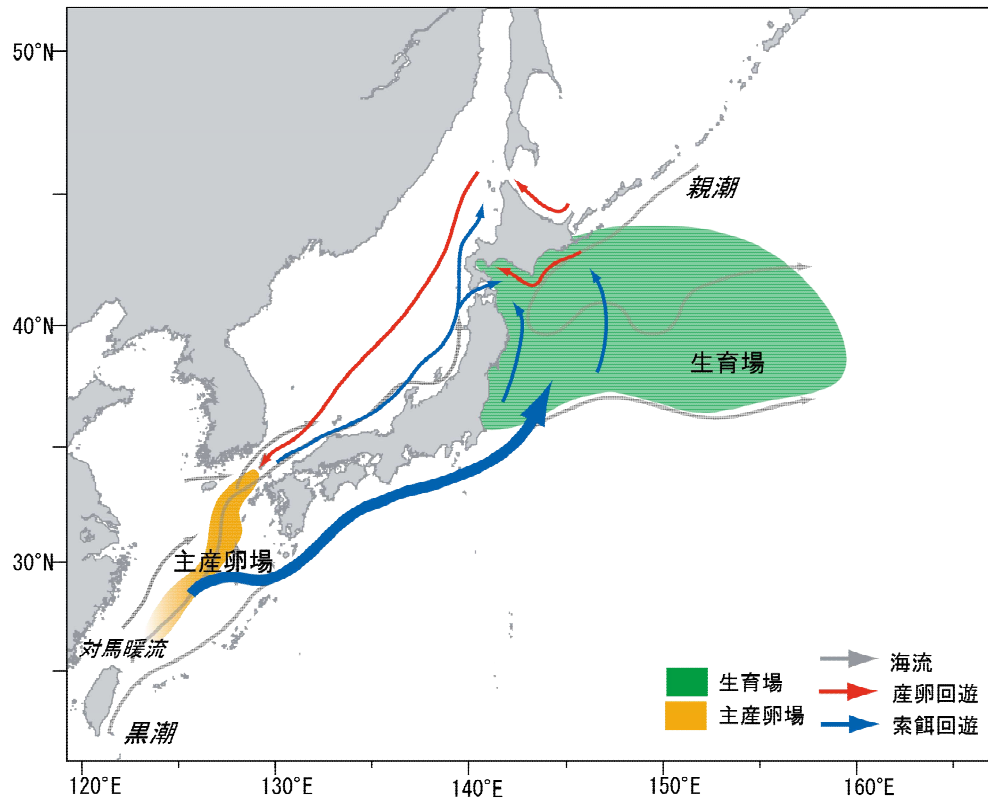 50°N
親潮
40°N
生育場
30°N
主産卵場
対馬暖流
黒潮
生育場
主産卵場
海流
産卵回遊
索餌回遊
120°E
130°E
140°E
150°E
160°E